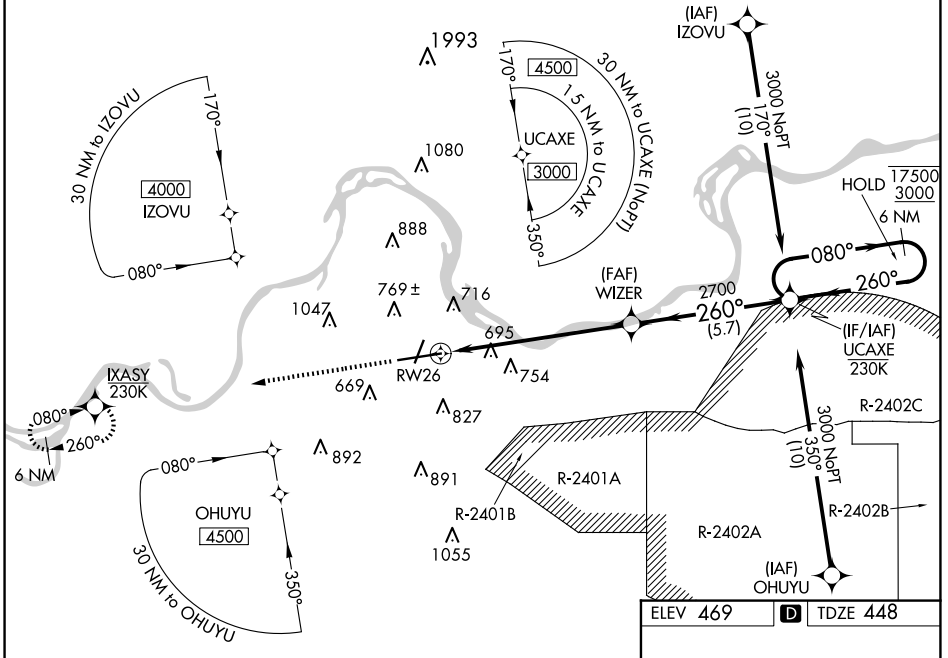 (IAF)
IZOVU
1993
170°
4500
30 NM to UCAXE (NoPT)
15 NM to UCAXE
UCAXE
3000
350°
30 NM to IZOVU
170°
4000
IZOVU
080°
3000 NoPT
170°
(10)
1080
HOLD
17500
3000
6 NM
080°
260°
888
(FAF)
WIZER
2700
260°
(5.7)
1047
769±
716
695
(IF/IAF)
UCAXE
230K
RW26
754
IXASY
230K
669
827
R-2402C
080°
260°
6 NM
3000 NoPT
350°
(10)
892
891
080°
R-2401A
R-2401B
OHUYU
4500
R-2402A
R-2402B
1055
350°
30 NM to OHUYU
(IAF)
OHUYU
ELEV 469
D
TDZE 448